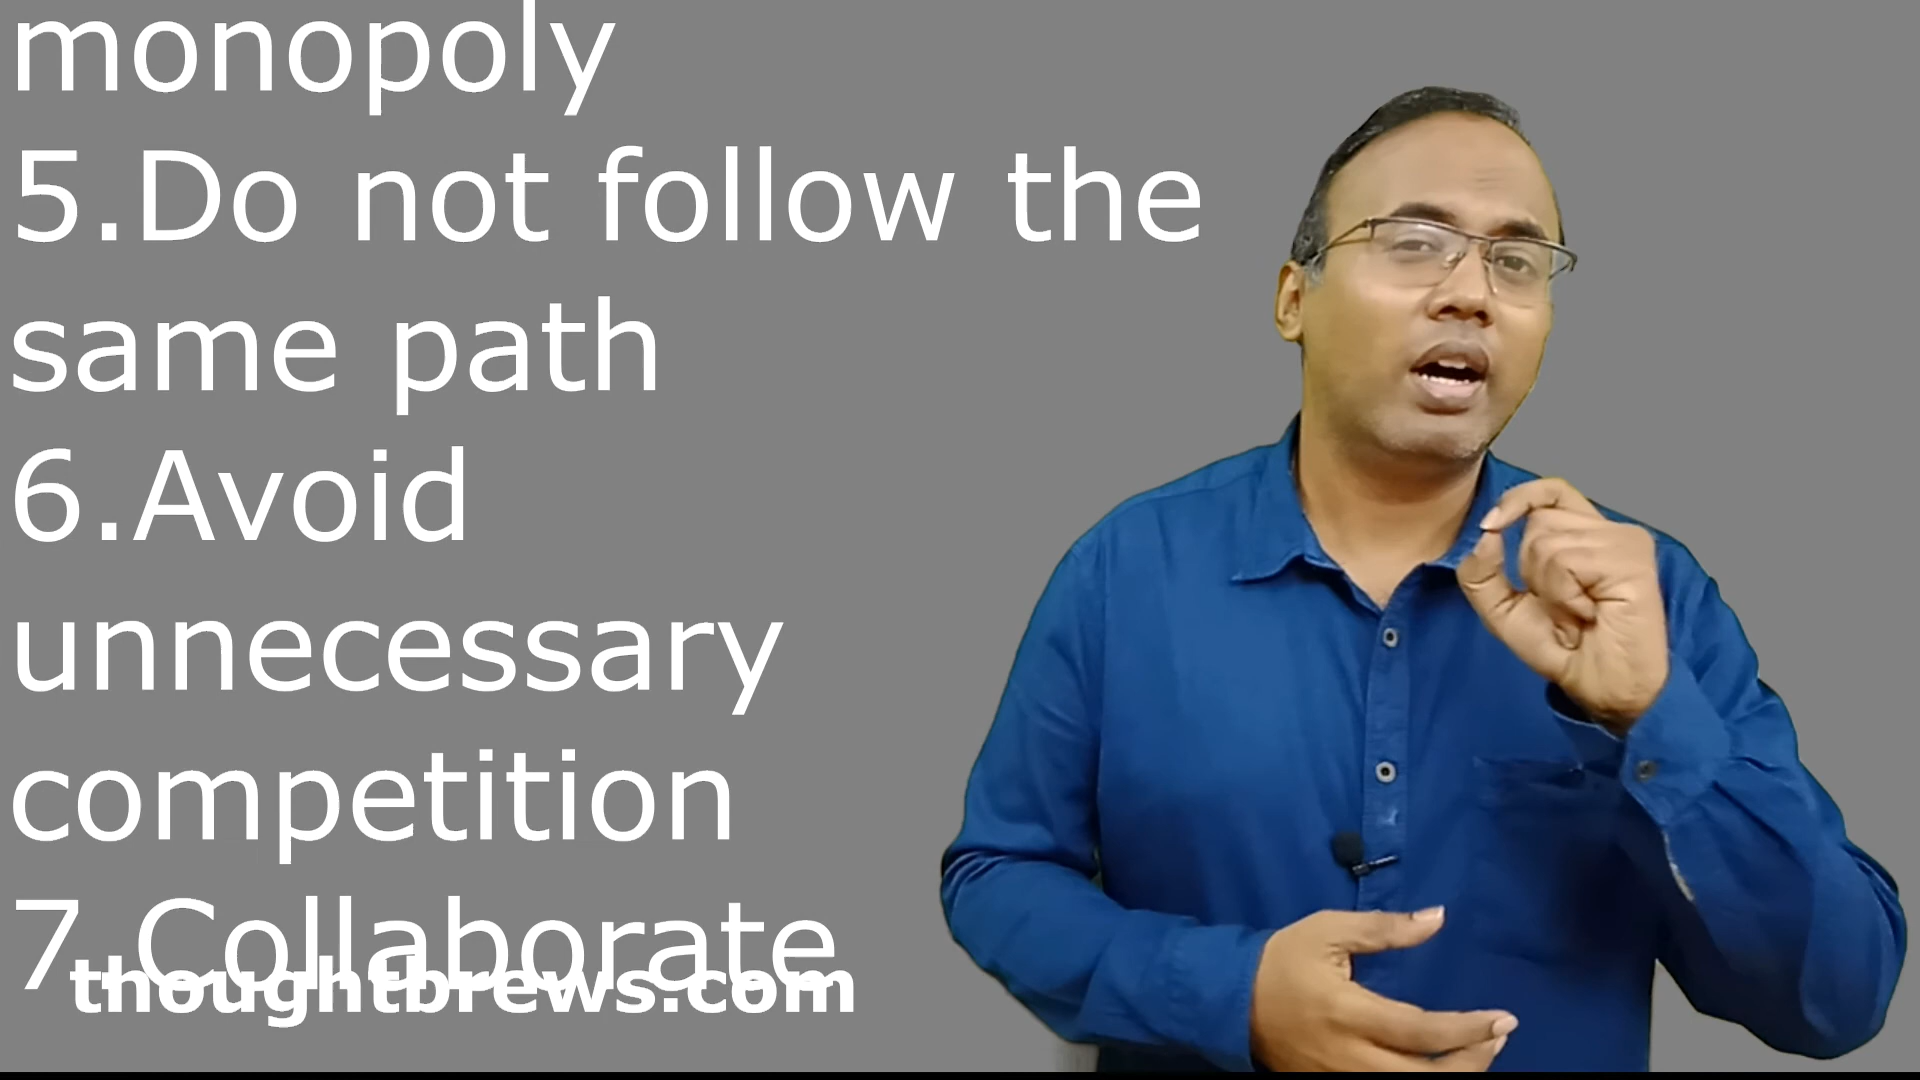 monopoly
5.Do not follow the
same path
6.Avoid
unnecessary
competition
7.Collaborate
thoughtbrews.com